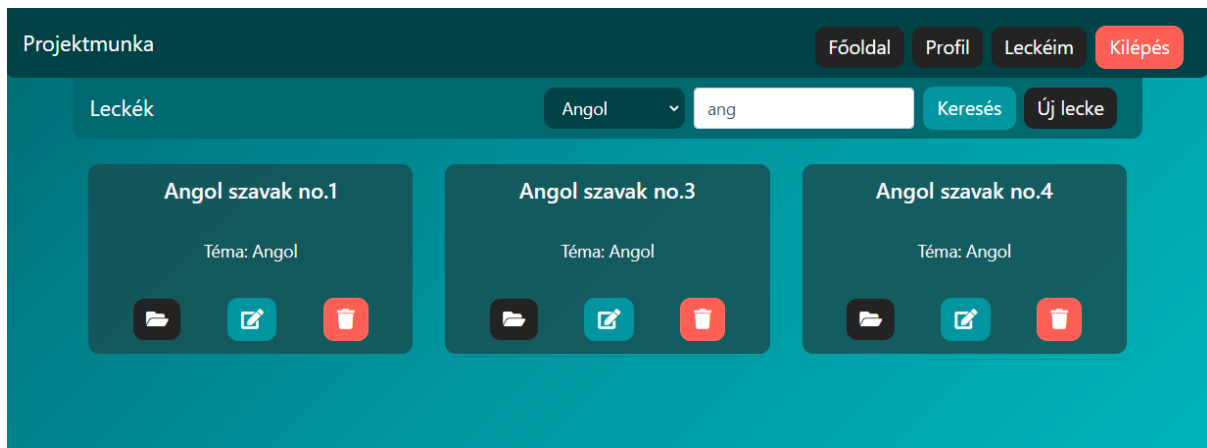 Projektmunka
Főoldal Profil Leckéim Kilépés
Leckék Angol ang Keresés Új lecke
Angol szavak no.1 Angol szavak no.3 Angol szavak no.4
Téma: Angol Téma: Angol Téma: Angol